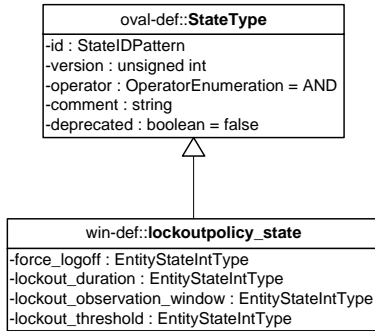 oval-def::StateType
-id : StateIDPattern
-version : unsigned int
-operator : OperatorEnumeration = AND
-comment : string
-deprecated : boolean = false
win-def::lockoutpolicy_state
-force_logoff : EntityStateIntType
-lockout_duration : EntityStateIntType
-lockout_observation_window : EntityStateIntType
-lockout_threshold : EntityStateIntType